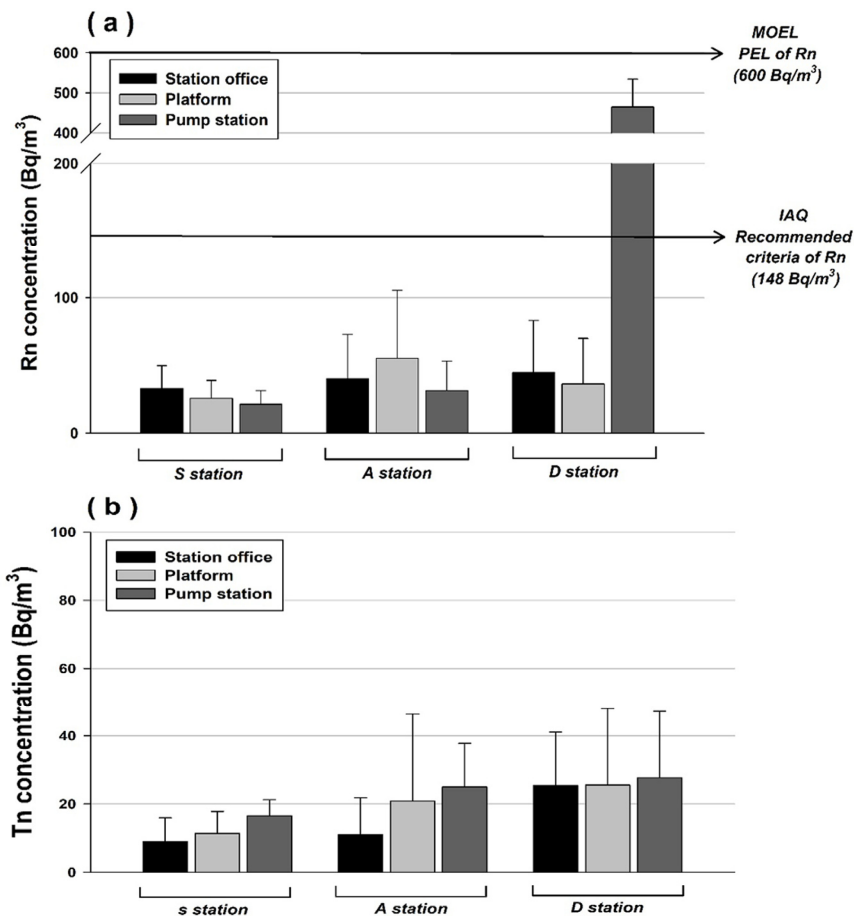 ( a )
MOEL
PEL of Rn
(600 Bq/m³)
600
500
400
200
100
0
Rn concentration (Bq/m³)
Station office
Platform
Pump station
IAQ
Recommended
criteria of Rn
(148 Bq/m³)
S station
A station
D station
( b )
100
80
60
40
20
0
Tn concentration (Bq/m³)
Station office
Platform
Pump station
s station
A station
D station